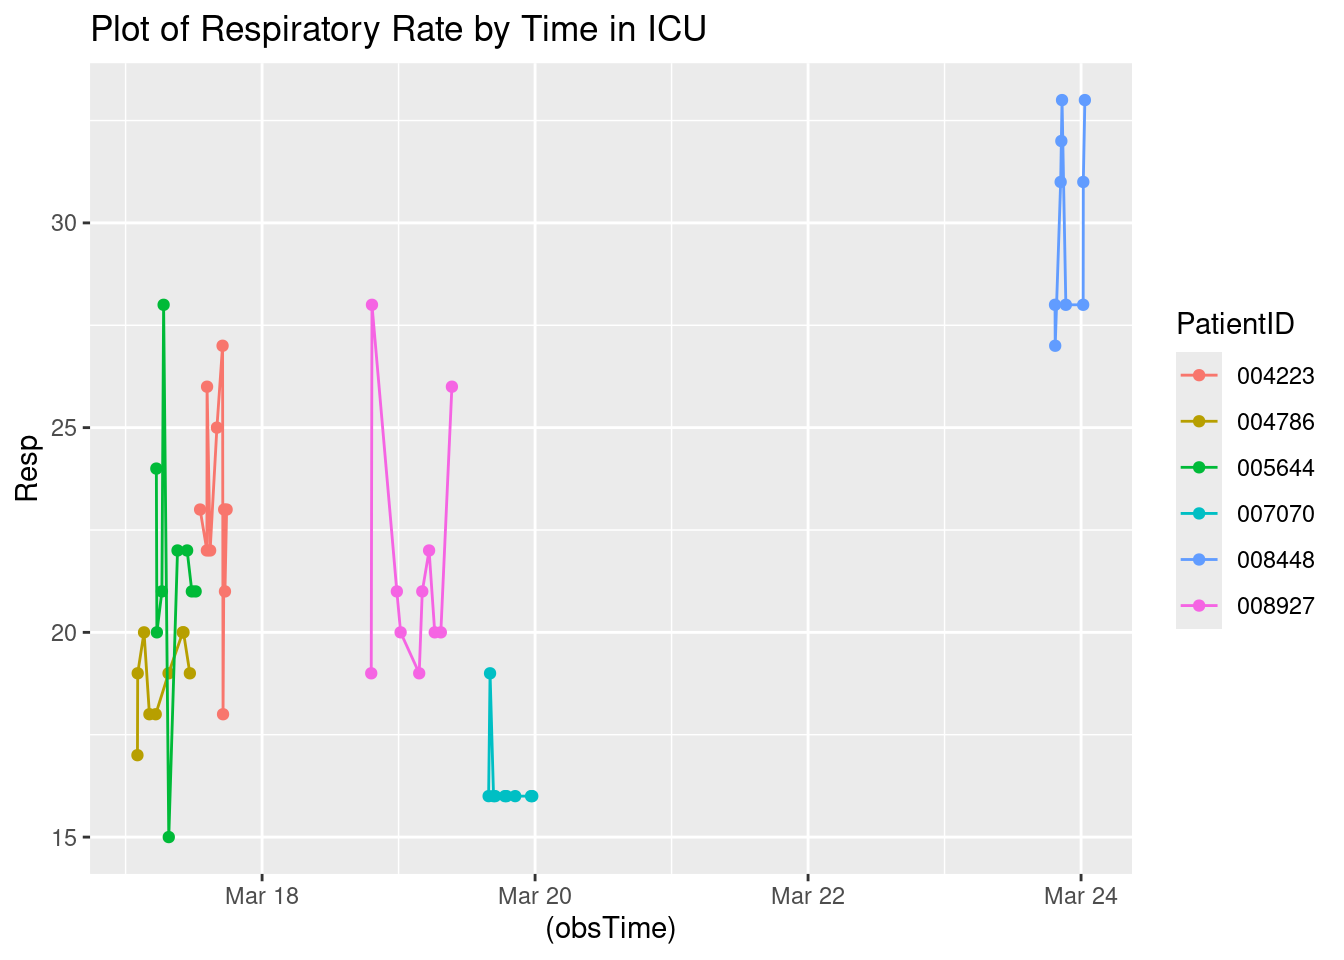 Plot of Respiratory Rate by Time in ICU
30
25
20
15
Resp
Mar 18
Mar 20
Mar 22
Mar 24
(obsTime)
PatientID
004223
004786
005644
007070
008448
008927